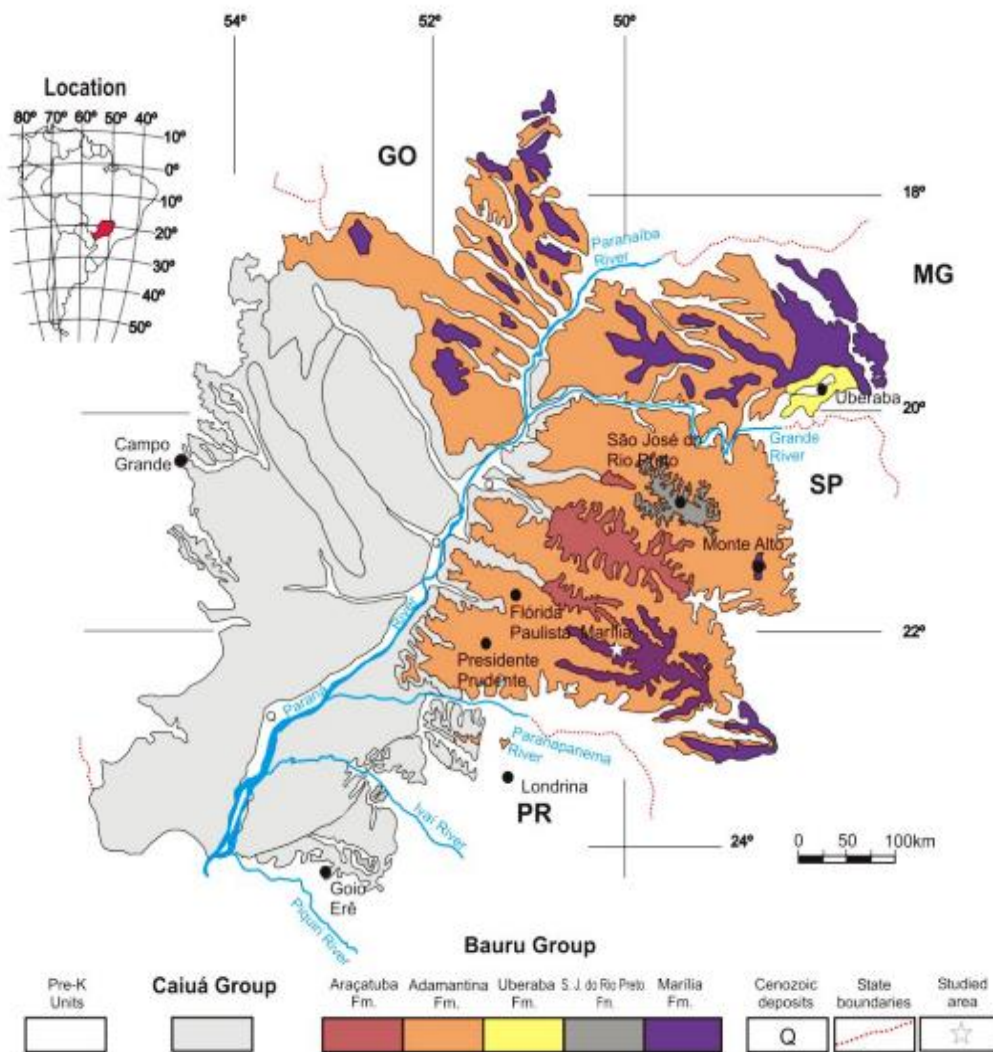 54º
52º
50º
Location
80º 70º 60º 50º 40º
10º
0º
10º
20º
30º
40º
50º
GO
18º
Paranaíba
River
MG
Uberaba
20º
Grande
River
Campo
Grande
São José do
Rio Preto
SP
Monte Alto
Flórida
Paulista
Marília
22º
Presidente
Prudente
River
Paraná
Paranapanema
River
Londrina
PR
Ivaí River
24º
0 50 100km
Goio
Erê
Piquiri River
Bauru Group
Pre-K
Units
Caiuá Group
Araçatuba
Fm.
Adamantina
Fm.
Uberaba
Fm.
S. J. do Rio Preto
Fm.
Marília
Fm.
Cenozoic
deposits
State
boundaries
Studied
area
Q